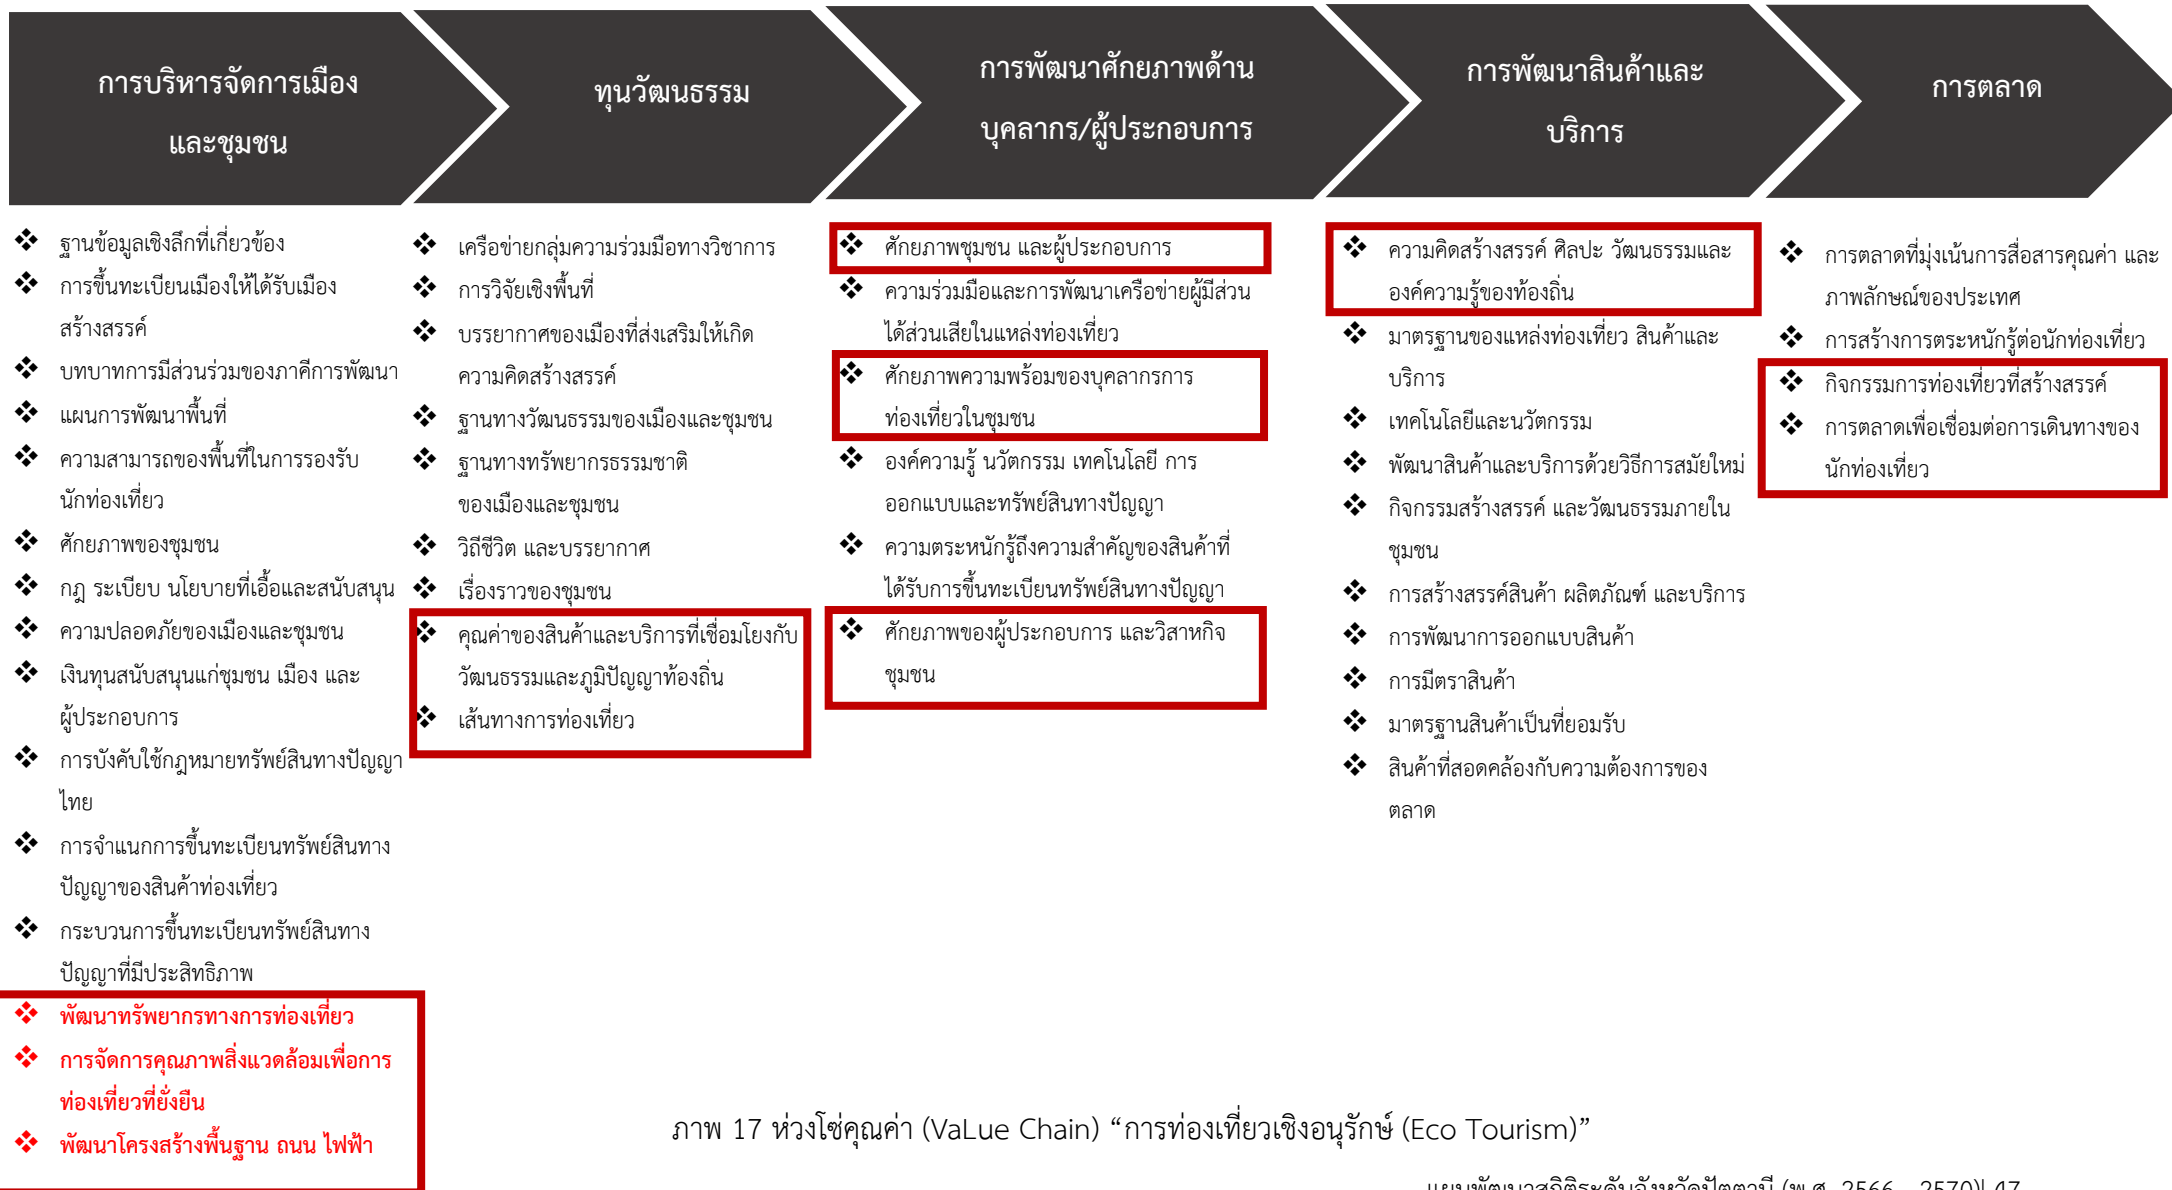 การบริหารจัดการเมือง
และชุมชน
❖ ฐานข้อมูลเชิงลึกที่เกี่ยวข้อง
❖ การขึ้นทะเบียนเมืองให้ได้รับเมือง
สร้างสรรค์
❖ บทบาทการมีส่วนร่วมของภาคีการพัฒนา
❖ แผนการพัฒนาพื้นที่
❖ ความสามารถของพื้นที่ในการรองรับ
นักท่องเที่ยว
❖ ศักยภาพของชุมชน
❖ กฎ ระเบียบ นโยบายที่เอื้อและสนับสนุน
❖ ความปลอดภัยของเมืองและชุมชน
❖ เงินทุนสนับสนุนแก่ชุมชน เมือง และ
ผู้ประกอบการ
❖ การบังคับใช้กฎหมายทรัพย์สินทางปัญญา
ไทย
❖ การจำแนกการขึ้นทะเบียนทรัพย์สินทาง
ปัญญาของสินค้าท่องเที่ยว
❖ กระบวนการขึ้นทะเบียนทรัพย์สินทาง
ปัญญาที่มีประสิทธิภาพ
❖ พัฒนาทรัพยากรทางการท่องเที่ยว
❖ การจัดการคุณภาพสิ่งแวดล้อมเพื่อการ
ท่องเที่ยวที่ยั่งยืน
❖ พัฒนาโครงสร้างพื้นฐาน ถนน ไฟฟ้า
ทุนวัฒนธรรม
❖ เครือข่ายกลุ่มความร่วมมือทางวิชาการ
❖ การวิจัยเชิงพื้นที่
❖ บรรยากาศของเมืองที่ส่งเสริมให้เกิด
ความคิดสร้างสรรค์
❖ ฐานทางวัฒนธรรมของเมืองและชุมชน
❖ ฐานทางทรัพยากรธรรมชาติ
ของเมืองและชุมชน
❖ วิถีชีวิต และบรรยากาศ
❖ เรื่องราวของชุมชน
❖ คุณค่าของสินค้าและบริการที่เชื่อมโยงกับ
วัฒนธรรมและภูมิปัญญาท้องถิ่น
❖ เส้นทางการท่องเที่ยว
การพัฒนาศักยภาพด้าน
บุคลากร/ผู้ประกอบการ
❖ ศักยภาพชุมชน และผู้ประกอบการ
❖ ความร่วมมือและการพัฒนาเครือข่ายผู้มีส่วน
ได้ส่วนเสียในแหล่งท่องเที่ยว
❖ ศักยภาพความพร้อมของบุคลากรการ
ท่องเที่ยวในชุมชน
❖ องค์ความรู้ นวัตกรรม เทคโนโลยี การ
ออกแบบและทรัพย์สินทางปัญญา
❖ ความตระหนักรู้ถึงความสำคัญของสินค้าที่
ได้รับการขึ้นทะเบียนทรัพย์สินทางปัญญา
❖ ศักยภาพของผู้ประกอบการ และวิสาหกิจ
ชุมชน
การพัฒนาสินค้าและ
บริการ
❖ ความคิดสร้างสรรค์ ศิลปะ วัฒนธรรมและ
องค์ความรู้ของท้องถิ่น
❖ มาตรฐานของแหล่งท่องเที่ยว สินค้าและ
บริการ
❖ เทคโนโลยีและนวัตกรรม
❖ พัฒนาสินค้าและบริการด้วยวิธีการสมัยใหม่
❖ กิจกรรมสร้างสรรค์ และวัฒนธรรมภายใน
ชุมชน
❖ การสร้างสรรค์สินค้า ผลิตภัณฑ์ และบริการ
❖ การพัฒนาการออกแบบสินค้า
❖ การมีตราสินค้า
❖ มาตรฐานสินค้าเป็นที่ยอมรับ
❖ สินค้าที่สอดคล้องกับความต้องการของ
ตลาด
การตลาด
❖ การตลาดที่มุ่งเน้นการสื่อสารคุณค่า และ
ภาพลักษณ์ของประเทศ
❖ การสร้างการตระหนักรู้ต่อนักท่องเที่ยว
❖ กิจกรรมการท่องเที่ยวที่สร้างสรรค์
❖ การตลาดเพื่อเชื่อมต่อการเดินทางของ
นักท่องเที่ยว
ภาพ 17 ห่วงโซ่คุณค่า (VaLue Chain) “การท่องเที่ยวเชิงอนุรักษ์ (Eco Tourism)”
แผนพัฒนาสถิติระดับจังหวัดปัตตานี (พ.ศ. 2566 - 2570)| 47